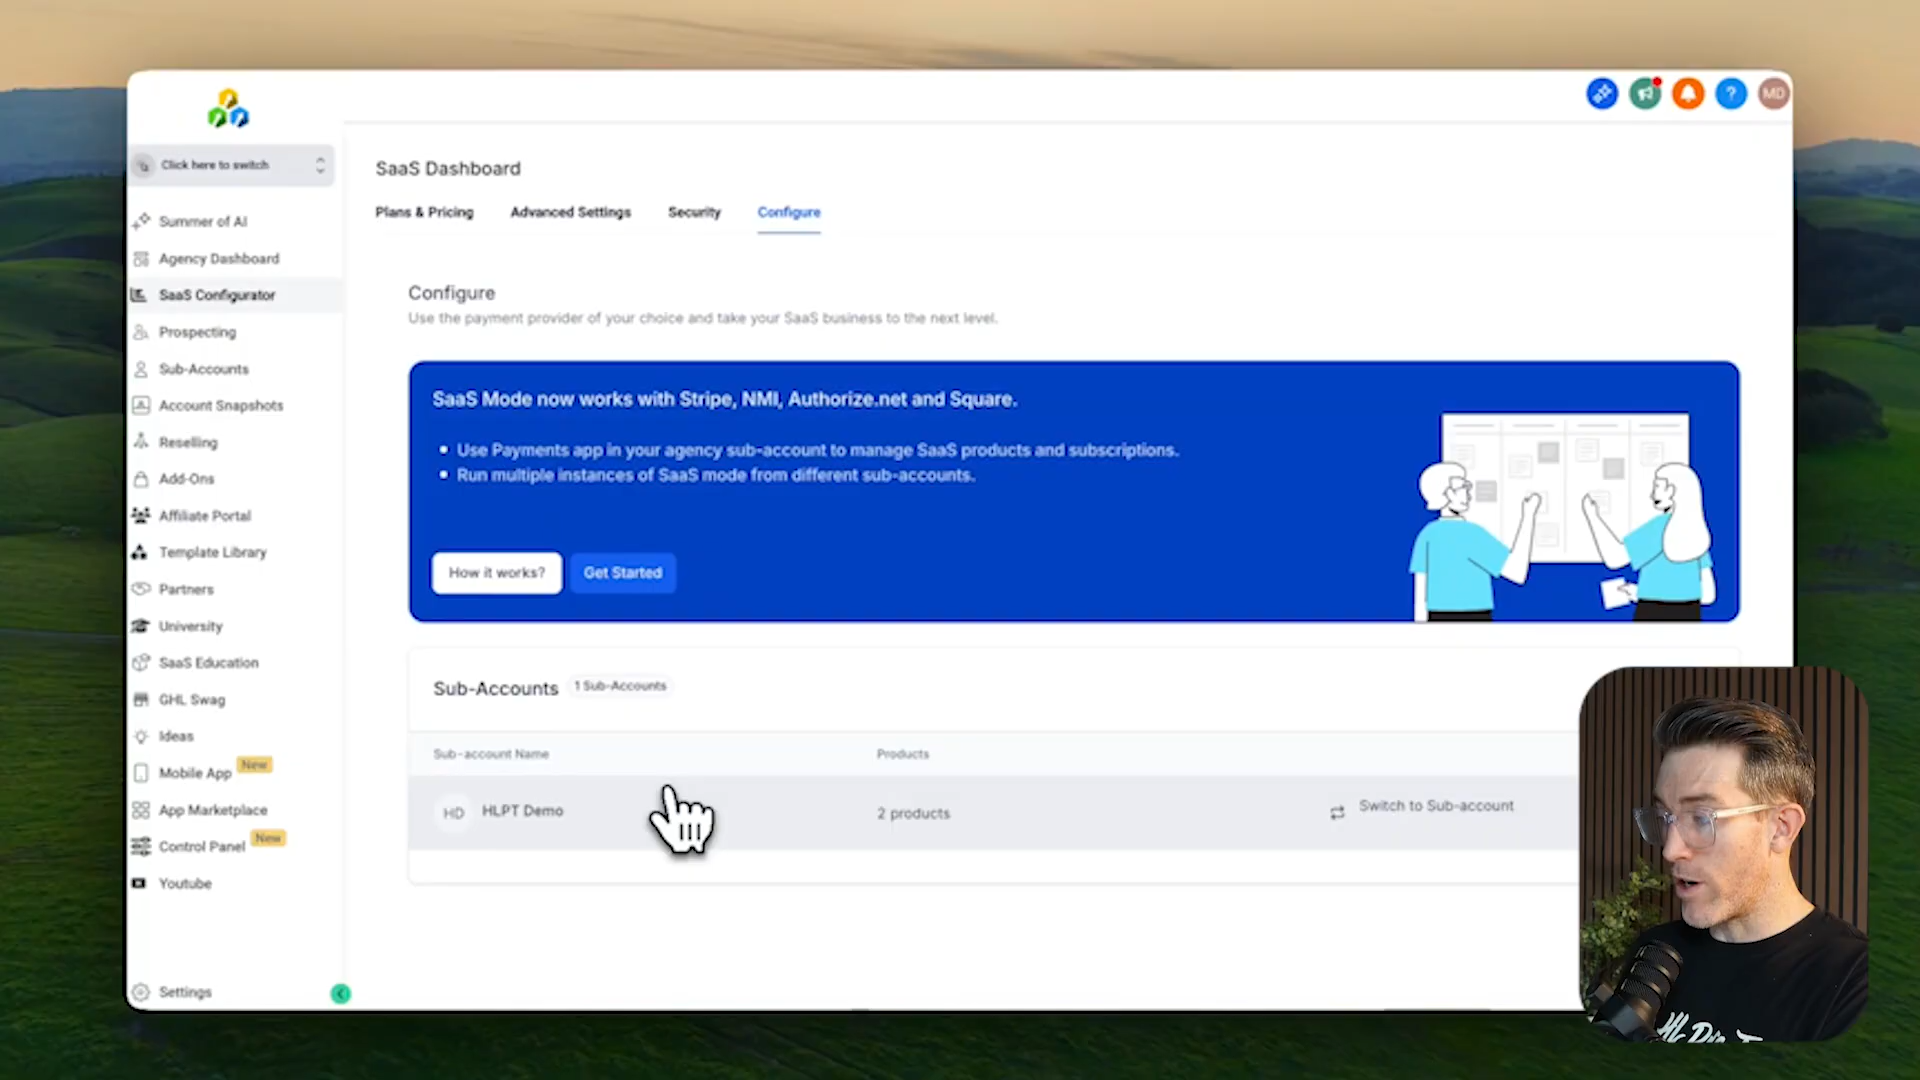 MD
Click here to switch
Summer of AI
Agency Dashboard
SaaS Configurator
Prospecting
Sub-Accounts
Account Snapshots
Reselling
Add-Ons
Affiliate Portal
Template Library
Partners
University
SaaS Education
GHL Swag
Ideas
Mobile App New
App Marketplace
Control Panel New
Youtube
Settings
SaaS Dashboard
Plans & Pricing Advanced Settings Security Configure
Configure
Use the payment provider of your choice and take your SaaS business to the next level.
SaaS Mode now works with Stripe, NMI, Authorize.net and Square.
• Use Payments app in your agency sub-account to manage SaaS products and subscriptions.
• Run multiple instances of SaaS mode from different sub-accounts.
How it works? Get Started
Sub-Accounts 1 Sub-Accounts
Sub-account Name Products
HD HLPT Demo 2 products Switch to Sub-account